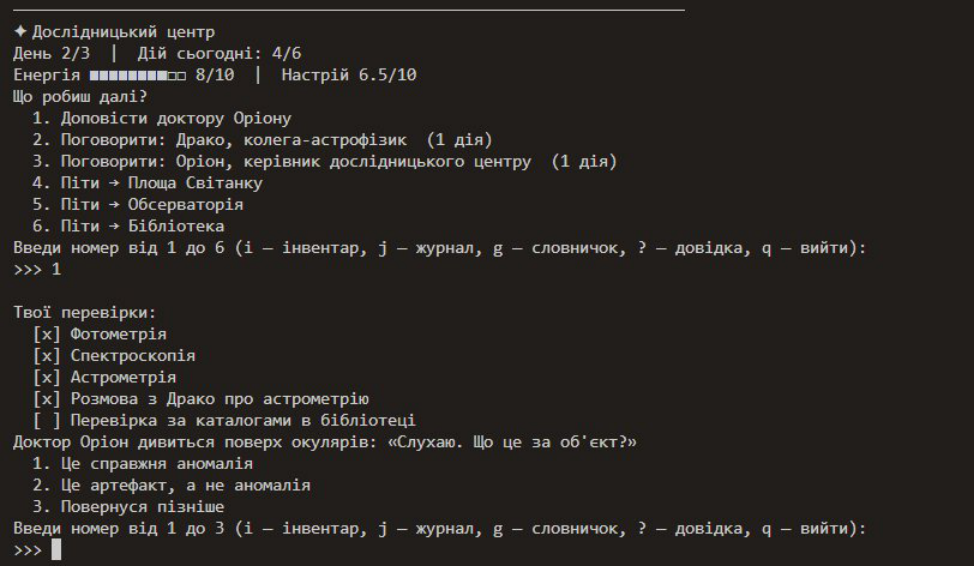 ✦ Дослідницький центр
День 2/3 | Дій сьогодні: 4/6
Енергія ■■■■■■■■□□ 8/10 | Настрій 6.5/10
Що робиш далі?
1. Доповісти доктору Оріону
2. Поговорити: Драко, колега-астрофізик (1 дія)
3. Поговорити: Оріон, керівник дослідницького центру (1 дія)
4. Піти → Площа Світанку
5. Піти → Обсерваторія
6. Піти → Бібліотека
Введи номер від 1 до 6 (i – інвентар, j – журнал, g – словничок, ? – довідка, q – вийти):
>>> 1
Твої перевірки:
[x] Фотометрія
[x] Спектроскопія
[x] Астрометрія
[x] Розмова з Драко про астрометрію
[ ] Перевірка за каталогами в бібліотеці
Доктор Оріон дивиться поверх окулярів: «Слухаю. Що це за об'єкт?»
1. Це справжня аномалія
2. Це артефакт, а не аномалія
3. Повернуся пізніше
Введи номер від 1 до 3 (i – інвентар, j – журнал, g – словничок, ? – довідка, q – вийти):
>>>